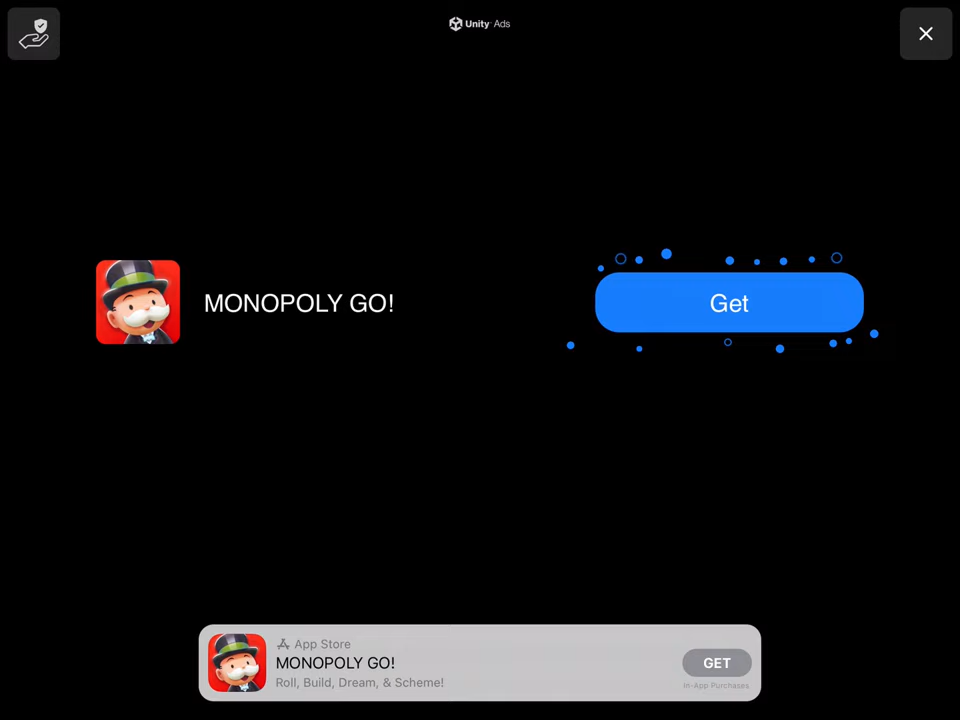 Unity Ads
MONOPOLY GO!
Get
App Store
MONOPOLY GO!
Roll, Build, Dream, & Scheme!
GET
In-App Purchases